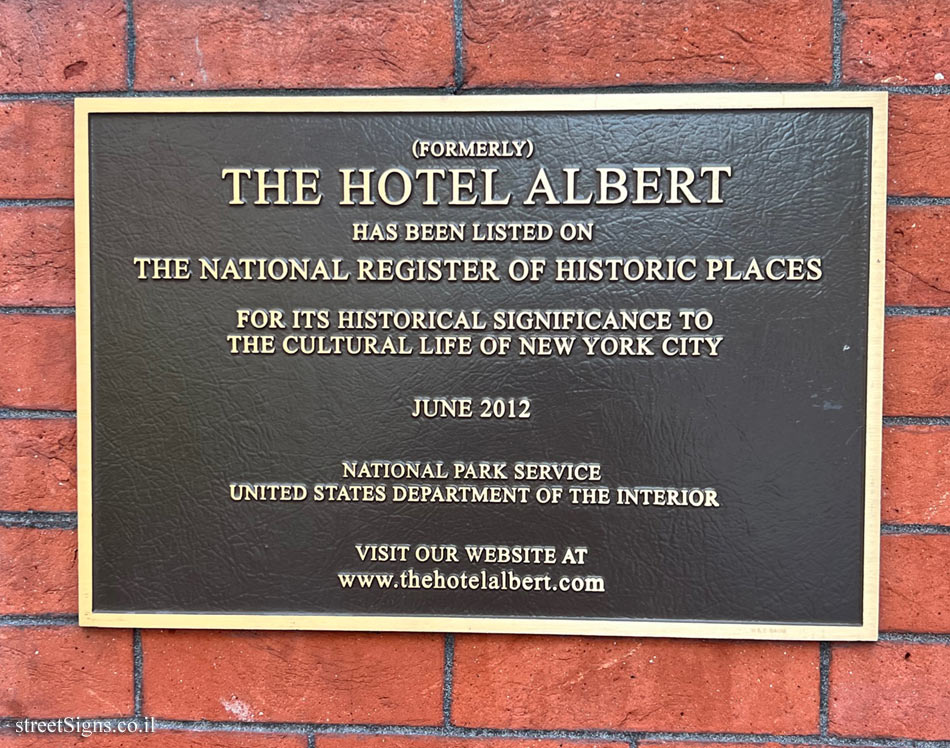 (FORMERLY)
THE HOTEL ALBERT
HAS BEEN LISTED ON
THE NATIONAL REGISTER OF HISTORIC PLACES
FOR ITS HISTORICAL SIGNIFICANCE TO
THE CULTURAL LIFE OF NEW YORK CITY
JUNE 2012
NATIONAL PARK SERVICE
UNITED STATES DEPARTMENT OF THE INTERIOR
VISIT OUR WEBSITE AT
www.thehotelalbert.com
streetSigns.co.il